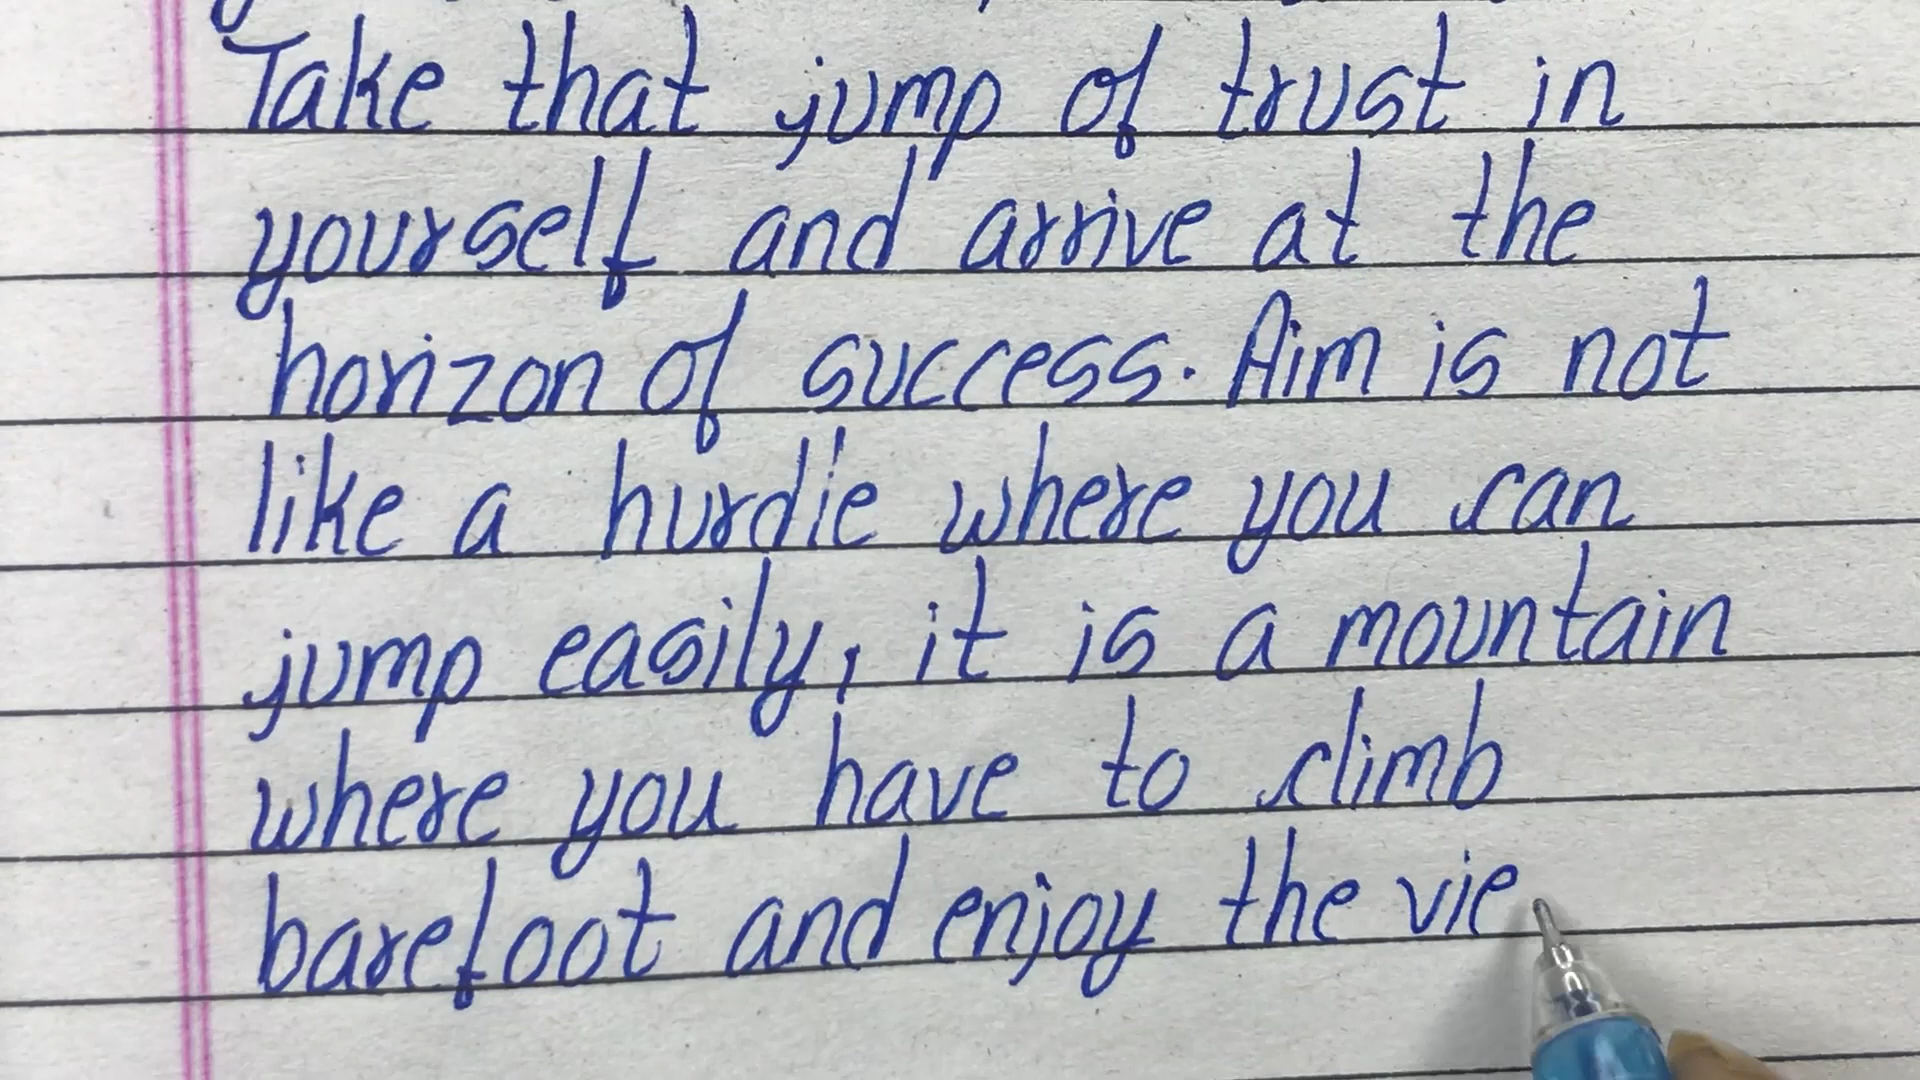 Take that jump of trust in
yourself and arrive at the
horizon of success. Aim is not
like a hurdle where you can
jump easily, it is a mountain
where you have to climb
barefoot and enjoy the vie